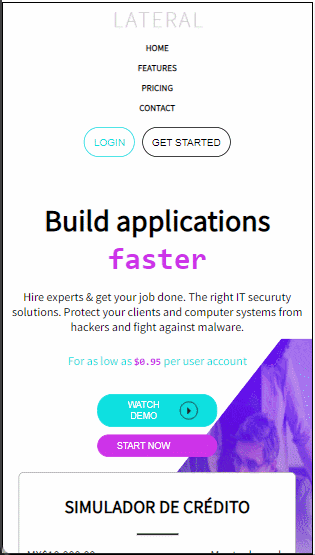 LATERAL
HOME
FEATURES
PRICING
CONTACT
LOGIN GET STARTED
Build applications
faster
Hire experts & get your job done. The right IT securuty
solutions. Protect your clients and computer systems from
hackers and fight against malware.
For as low as $0.95 per user account
WATCH
DEMO
START NOW
SIMULADOR DE CRÉDITO